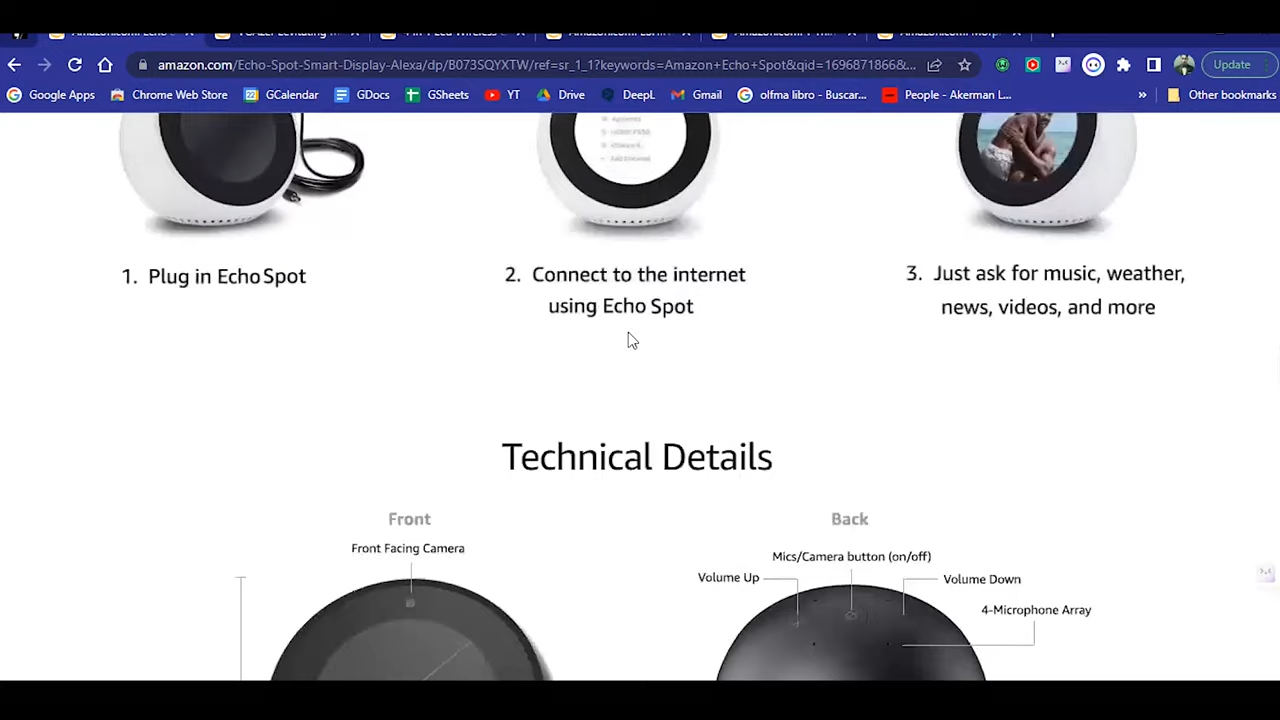 amazon.com/Echo-Spot-Smart-Display-Alexa/dp/B073SQYXTW/ref=sr_1_1?keywords=Amazon+Echo+Spot&qid=1696871866&...
Update
Google Apps Chrome Web Store GCalendar GDocs GSheets YT Drive DeepL Gmail olfma libro - Buscar... People - Akerman I... » Other bookmarks
1. Plug in Echo Spot
2. Connect to the internet
using Echo Spot
3. Just ask for music, weather,
news, videos, and more
Technical Details
Front
Back
Front Facing Camera
Mics/Camera button (on/off)
Volume Up
Volume Down
4-Microphone Array